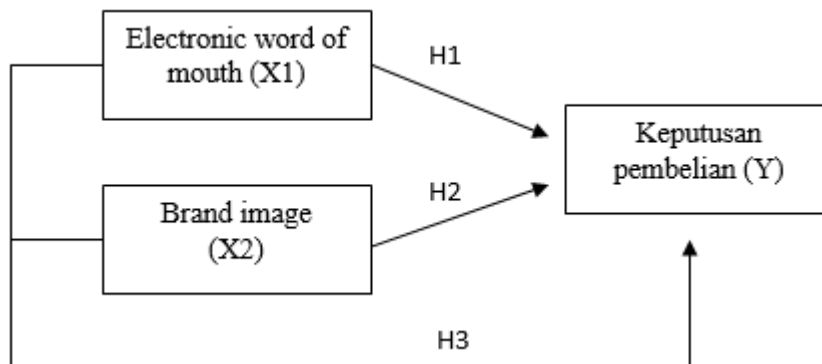 Electronic word of
mouth (X1)
H1
Keputusan
pembelian (Y)
H2
Brand image
(X2)
H3